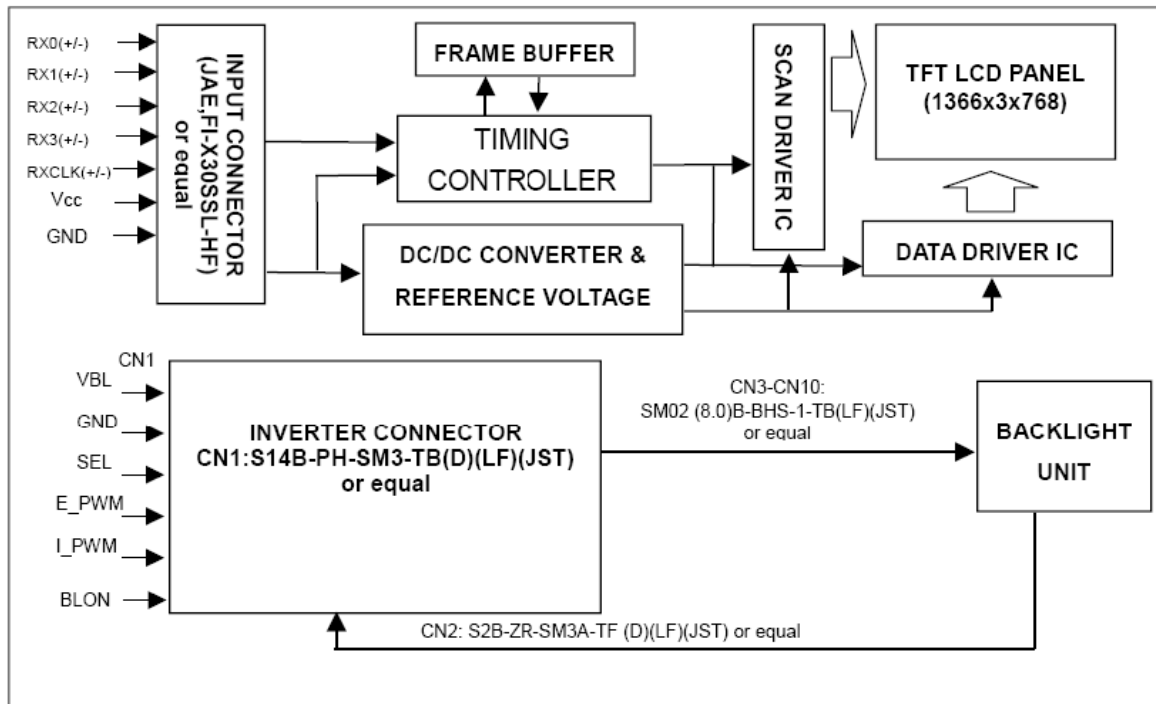 RX0(+/-)
RX1(+/-)
RX2(+/-)
RX3(+/-)
RXCLK(+/-)
Vcc
GND
INPUT CONNECTOR
(JAE,FI-X30SSL-HF)
or equal
FRAME BUFFER
TIMING
CONTROLLER
DC/DC CONVERTER &
REFERENCE VOLTAGE
SCAN DRIVER IC
TFT LCD PANEL
(1366x3x768)
DATA DRIVER IC
CN1
VBL
GND
SEL
E_PWM
I_PWM
BLON
INVERTER CONNECTOR
CN1:S14B-PH-SM3-TB(D)(LF)(JST)
or equal
CN3-CN10:
SM02 (8.0)B-BHS-1-TB(LF)(JST)
or equal
BACKLIGHT
UNIT
CN2: S2B-ZR-SM3A-TF (D)(LF)(JST) or equal